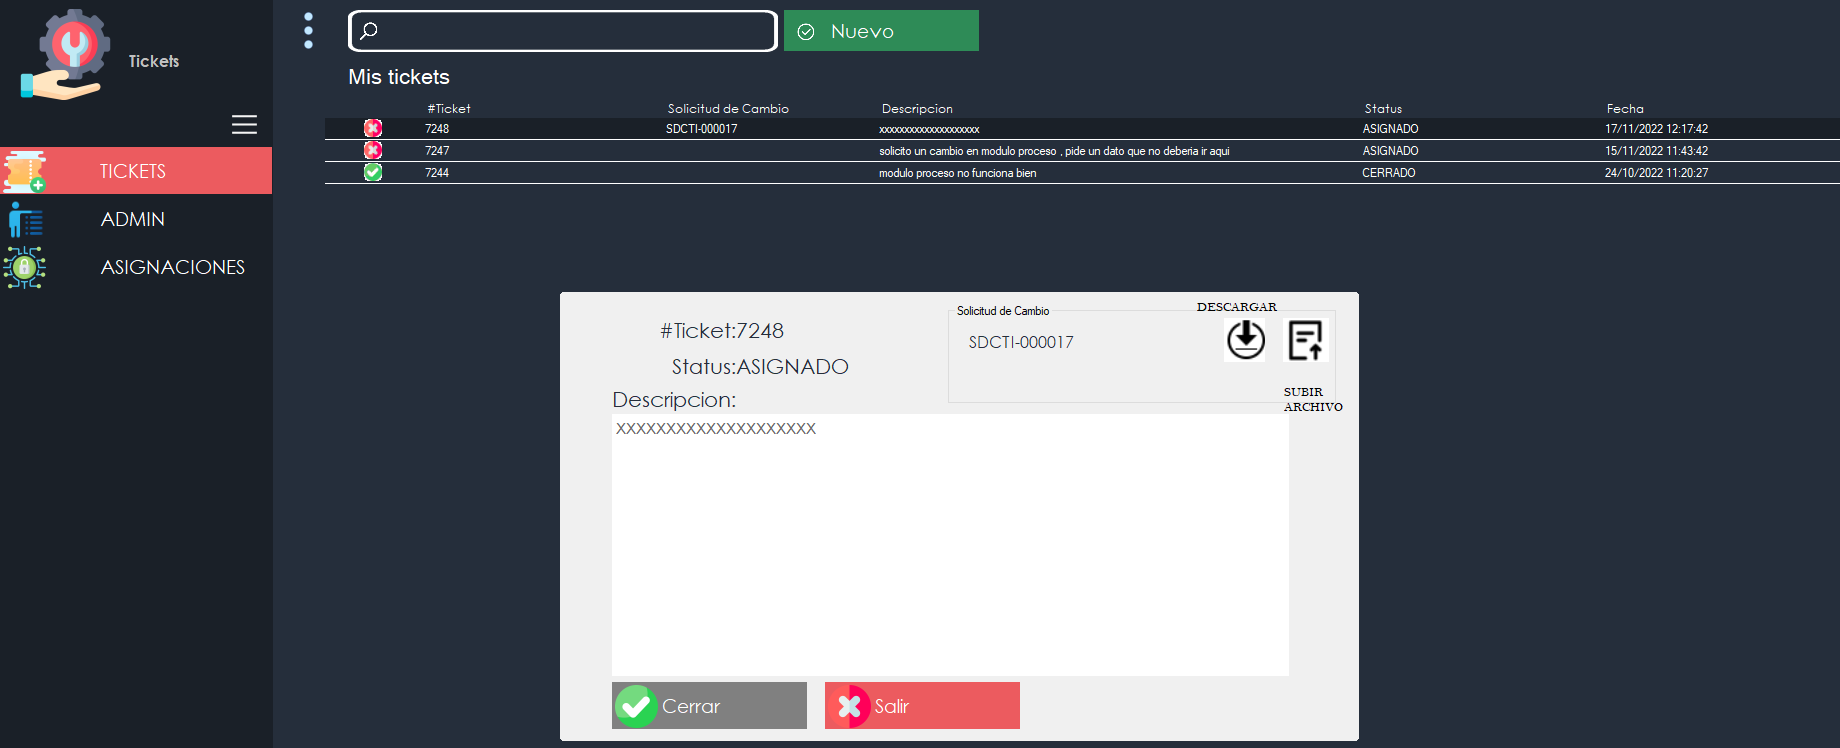 Tickets
TICKETS
ADMIN
ASIGNACIONES
Nuevo
Mis tickets
#Ticket Solicitud de Cambio Descripcion Status Fecha
7248 SDCTI-000017 xxxxxxxxxxxxxxxxxxxx ASIGNADO 17/11/2022 12:17:42
7247 solicito un cambio en modulo proceso , pide un dato que no deberia ir aqui ASIGNADO 15/11/2022 11:43:42
7244 modulo proceso no funciona bien CERRADO 24/10/2022 11:20:27
#Ticket:7248
Status:ASIGNADO
Solicitud de Cambio
SDCTI-000017
DESCARGAR
SUBIR
ARCHIVO
Descripcion:
XXXXXXXXXXXXXXXXXXXX
Cerrar
Salir